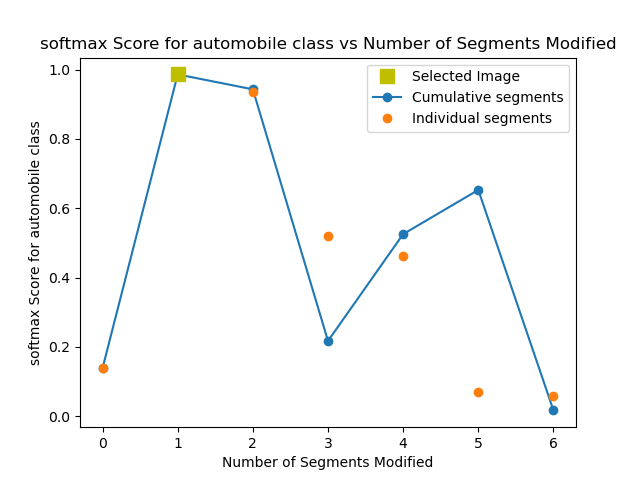 softmax Score for automobile class vs Number of Segments Modified
Selected Image
Cumulative segments
Individual segments
softmax Score for automobile class
1.0
0.8
0.6
0.4
0.2
0.0
0 1 2 3 4 5 6
Number of Segments Modified